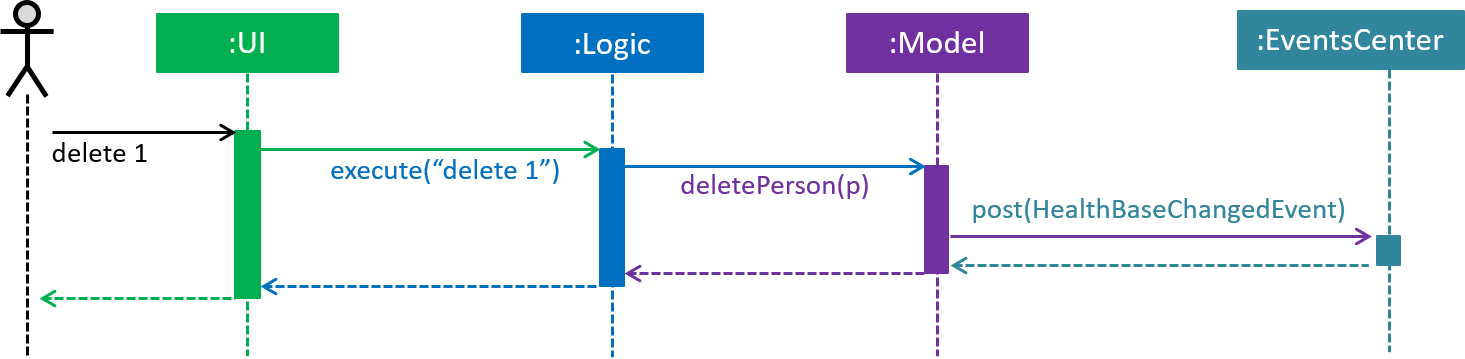 :UI
:Logic
:Model
:EventsCenter
delete 1
execute(“delete 1”)
deletePerson(p)
post(HealthBaseChangedEvent)